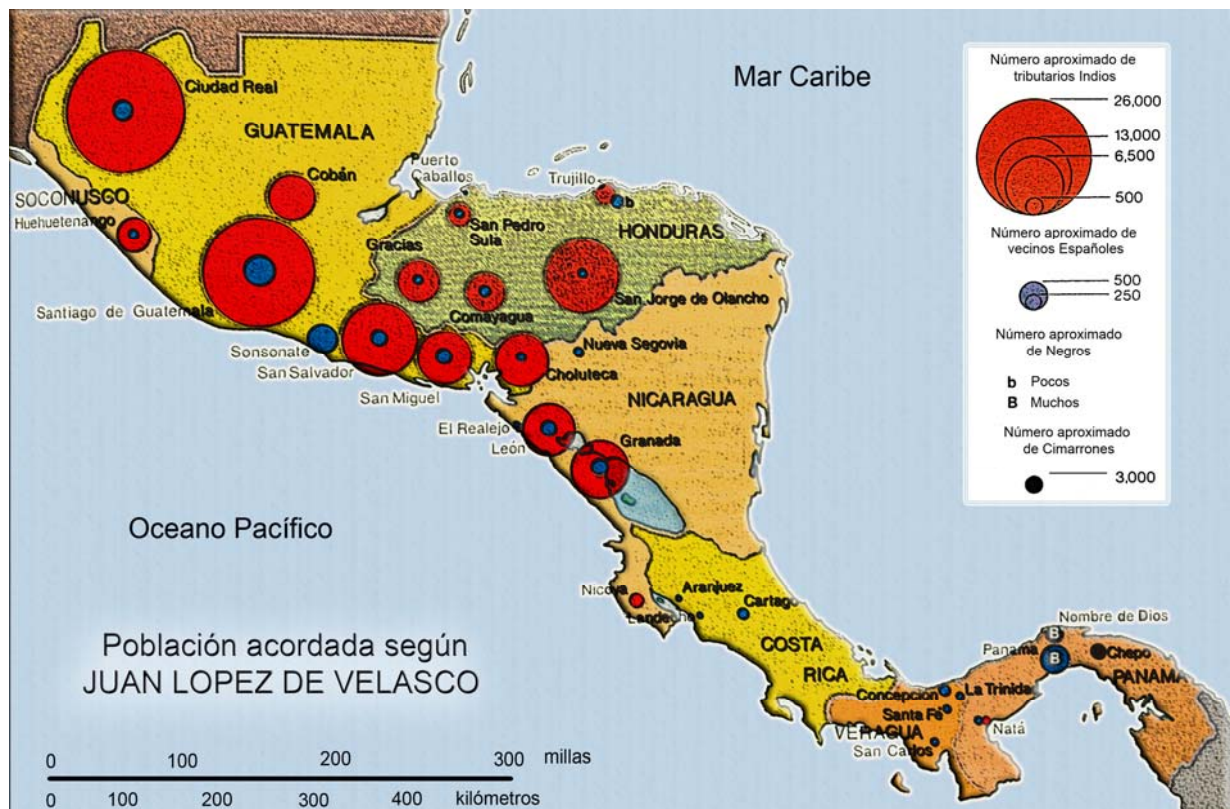 Mar Caribe
Ciudad Real
GUATEMALA
Cobán
SOCONUSCO
Huehuetenango
Santiago de Guatemala
Sonsonate
San Salvador
San Miguel
Puerto
Caballos
Trujillo
b
San Pedro
Sula
HONDURAS
Gracias
Comayagua
San Jorge de Olancho
Choluteca
Nueva Segovia
NICARAGUA
El Realejo
León
Granada
Oceano Pacífico
Nicoya
Aranjuez
Landecho
Cartago
COSTA
RICA
Nombre de Dios
B
Panama
B
Chepo
PANAMA
Concepción
La Trinida
Santa Fé
VERAGUA
San Carlos
Natá
Población acordada según
JUAN LOPEZ DE VELASCO
0 100 200 300 millas
0 100 200 300 400 kilómetros
Número aproximado de
tributarios Indios
26,000
13,000
6,500
500
Número aproximado de
vecinos Españoles
500
250
Número aproximado
de Negros
b Pocos
B Muchos
Número aproximado
de Cimarrones
3,000